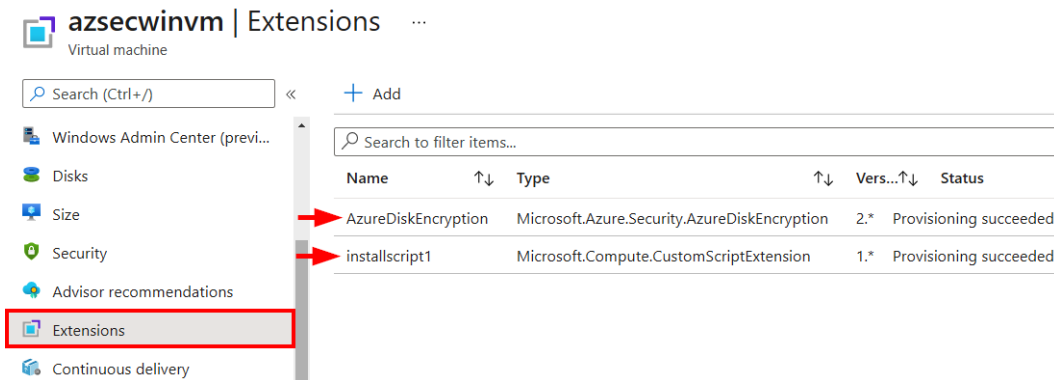 azsecwinvm | Extensions ...
Virtual machine
Search (Ctrl+/) «
Add
Windows Admin Center (previ...
Search to filter items...
Disks
Name Type Vers... Status
Size
AzureDiskEncryption Microsoft.Azure.Security.AzureDiskEncryption 2.* Provisioning succeeded
Security
installscript1 Microsoft.Compute.CustomScriptExtension 1.* Provisioning succeeded
Advisor recommendations
Extensions
Continuous delivery